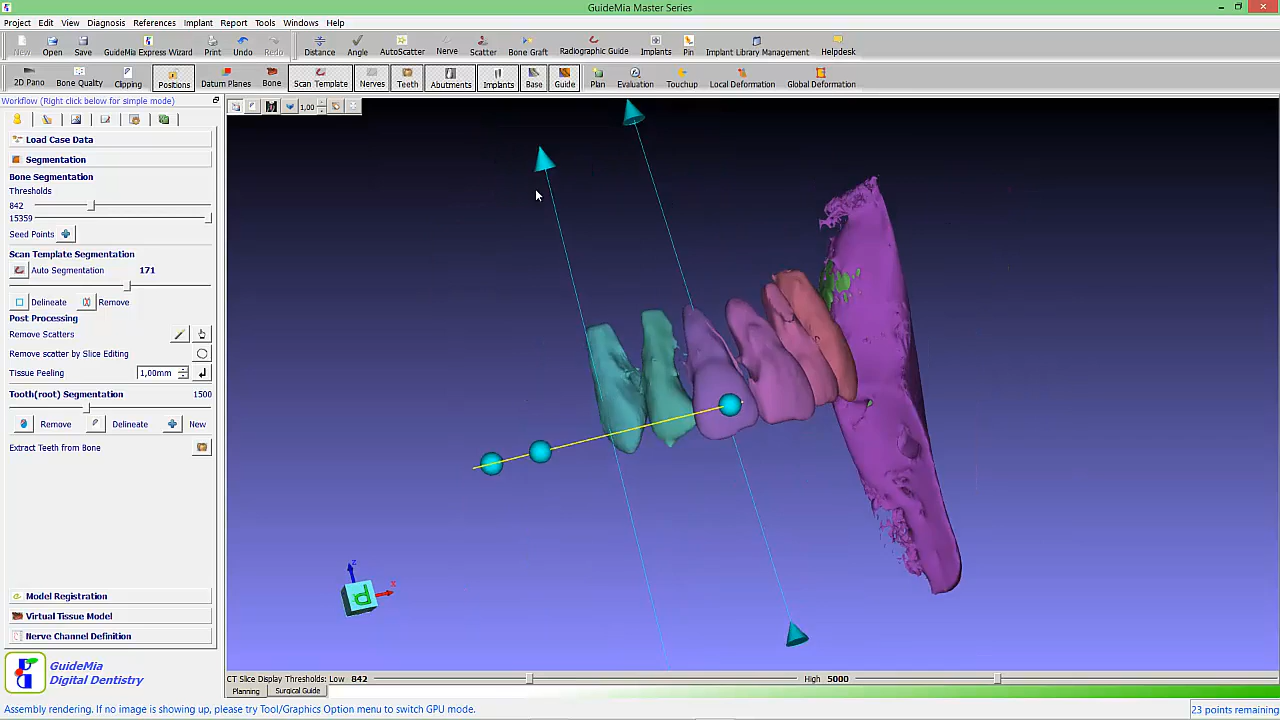 GuideMia Master Series
Project Edit View Diagnosis References Implant Report Tools Windows Help
New Open Save GuideMia Express Wizard Print Undo Redo Distance Angle AutoScatter Nerve Scatter Bone Graft Radiographic Guide Implants Pin Implant Library Management Helpdesk
2D Pano Bone Quality Clipping Positions Datum Planes Bone Scan Template Nerves Teeth Abutments Implants Base Guide Plan Evaluation Touchup Local Deformation Global Deformation
Workflow (Right click below for simple mode)
1,00
Load Case Data
Segmentation
Bone Segmentation
Thresholds
842
15359
Seed Points
Scan Template Segmentation
Auto Segmentation 171
Delineate Remove
Post Processing
Remove Scatters
Remove scatter by Slice Editing
Tissue Peeling 1,00mm
Tooth(root) Segmentation 1500
Remove Delineate New
Extract Teeth from Bone
z
x
P
Model Registration
Virtual Tissue Model
Nerve Channel Definition
GuideMia
Digital Dentistry
CT Slice Display Thresholds: Low 842 High 5000
Planning Surgical Guide
Assembly rendering. If no image is showing up, please try Tool/Graphics Option menu to switch GPU mode. 23 points remaining